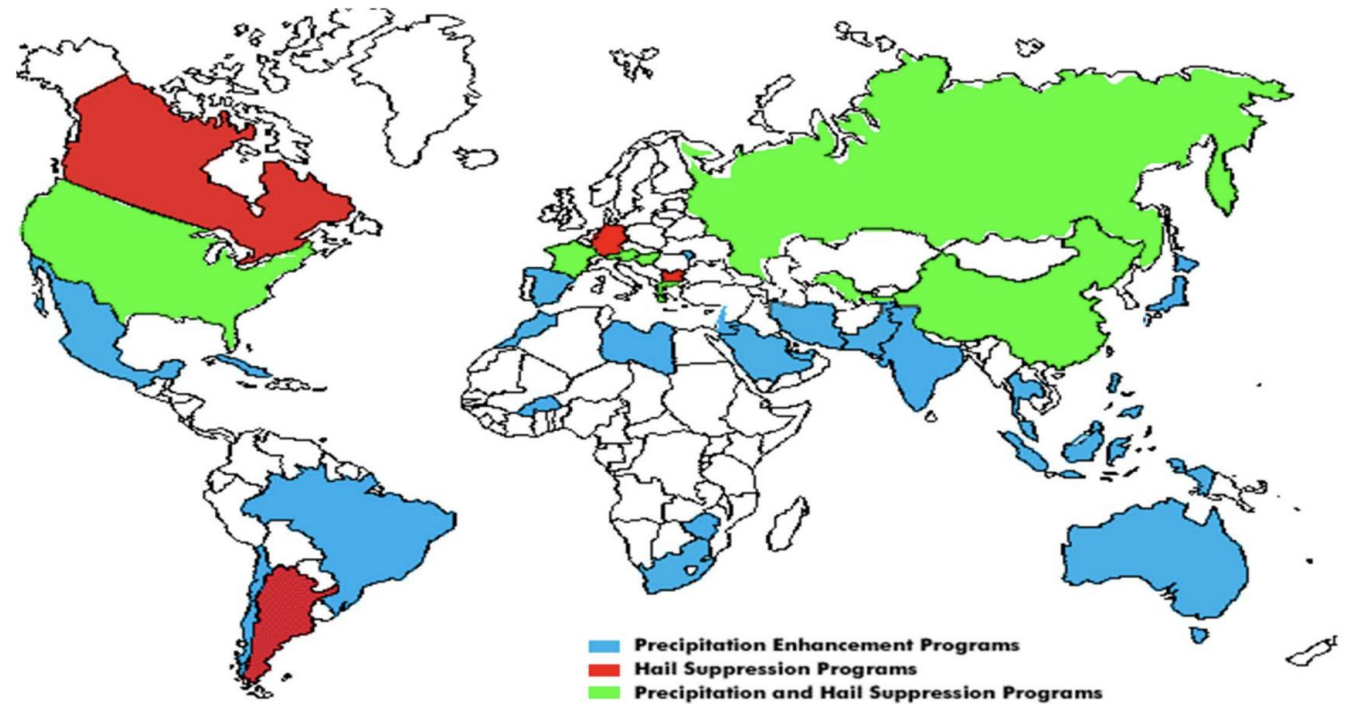 Precipitation Enhancement Programs
Hail Suppression Programs
Precipitation and Hail Suppression Programs